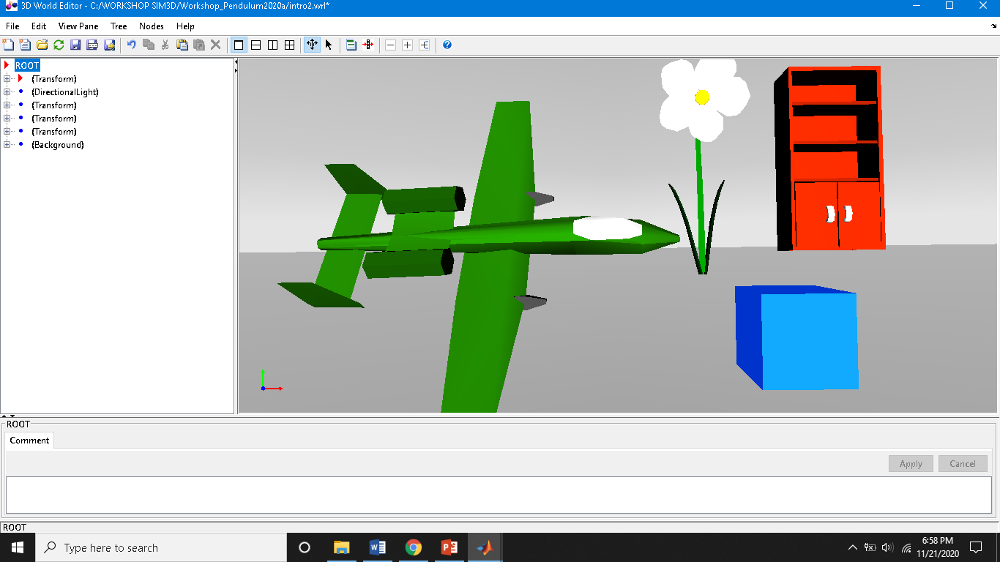 3D World Editor - C:/WORKSHOP SIM3D/Workshop_Pendulum2020a/intro2.wrl*
File Edit View Pane Tree Nodes Help
ROOT
(Transform)
(DirectionalLight)
(Transform)
(Transform)
(Transform)
(Background)
ROOT
Comment
Apply Cancel
ROOT
Type here to search
6:58 PM
11/21/2020